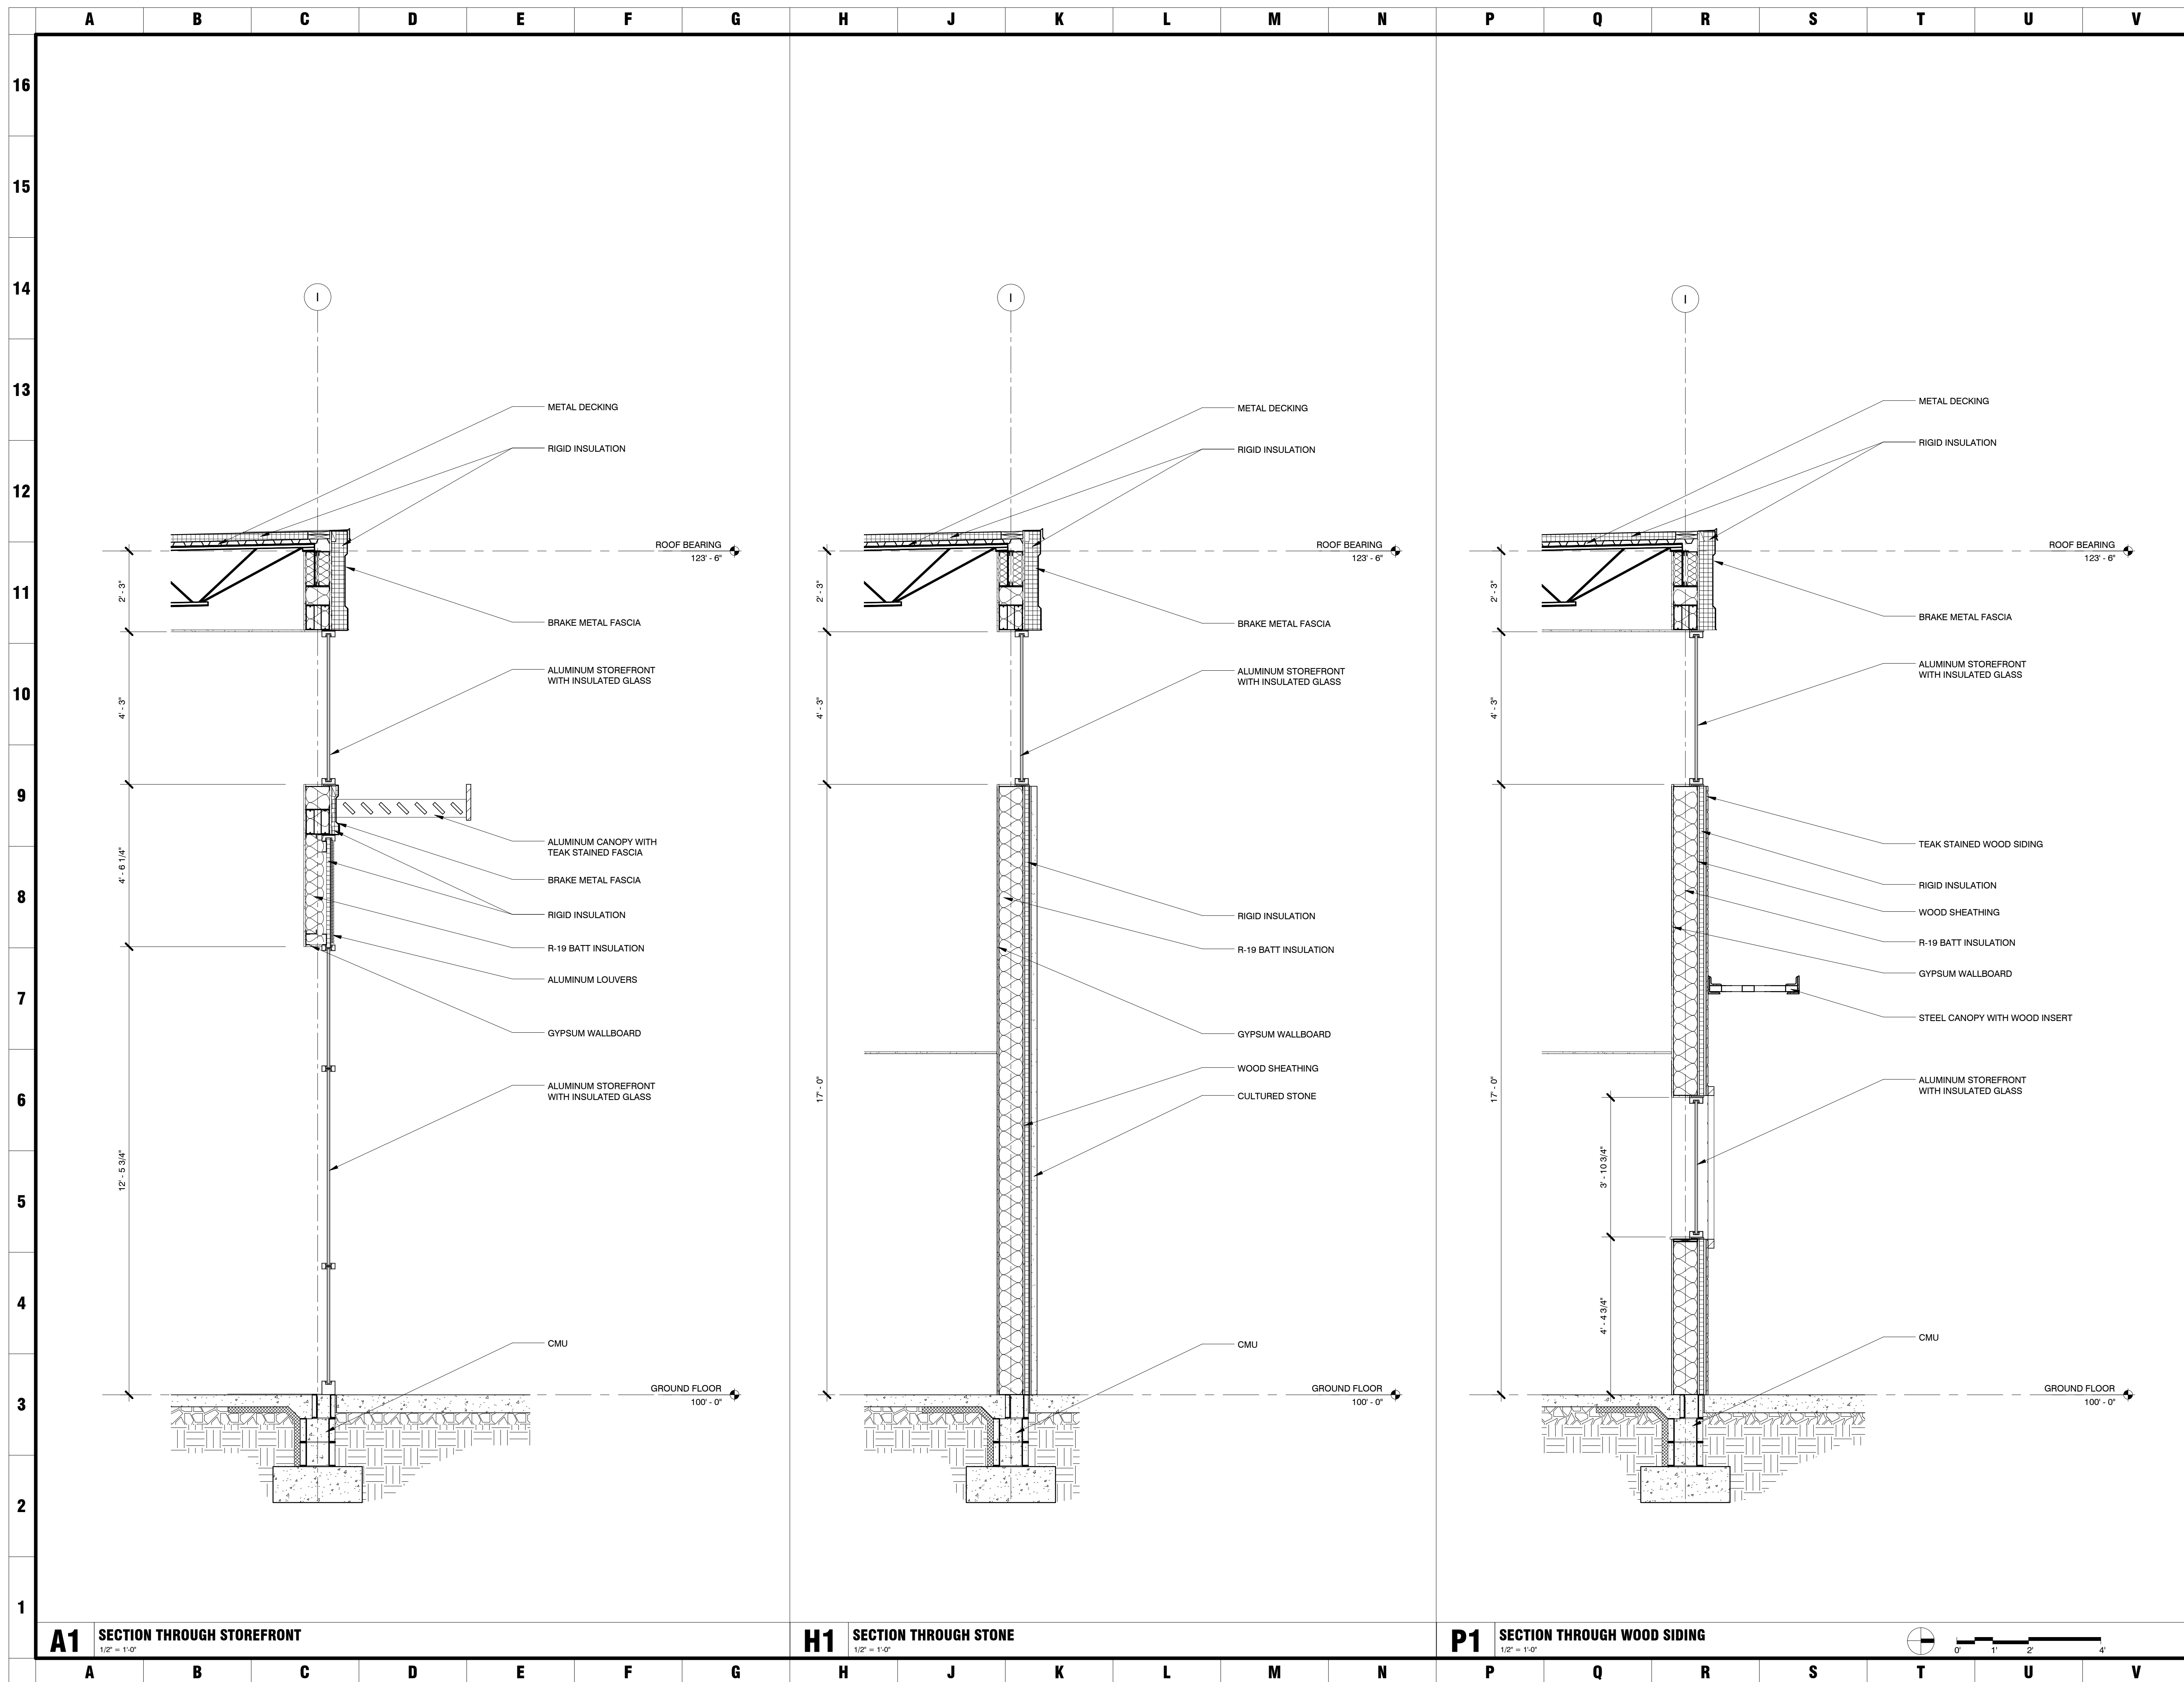 A B C D E F G H J K L M N P Q R S T U V
16
15
14
13
12
11
10
9
8
7
6
5
4
3
2
1
I
METAL DECKING
RIGID INSULATION
ROOF BEARING
123' - 6"
2' - 3"
BRAKE METAL FASCIA
ALUMINUM STOREFRONT
WITH INSULATED GLASS
4' - 3"
ALUMINUM CANOPY WITH
TEAK STAINED FASCIA
4' - 6 1/4"
BRAKE METAL FASCIA
RIGID INSULATION
R-19 BATT INSULATION
ALUMINUM LOUVERS
GYPSUM WALLBOARD
ALUMINUM STOREFRONT
WITH INSULATED GLASS
12' - 5 3/4"
CMU
GROUND FLOOR
100' - 0"
A1
SECTION THROUGH STOREFRONT
1/2" = 1'-0"
I
METAL DECKING
RIGID INSULATION
ROOF BEARING
123' - 6"
2' - 3"
BRAKE METAL FASCIA
ALUMINUM STOREFRONT
WITH INSULATED GLASS
4' - 3"
RIGID INSULATION
R-19 BATT INSULATION
GYPSUM WALLBOARD
WOOD SHEATHING
17' - 0"
CULTURED STONE
CMU
GROUND FLOOR
100' - 0"
H1
SECTION THROUGH STONE
1/2" = 1'-0"
I
METAL DECKING
RIGID INSULATION
ROOF BEARING
123' - 6"
2' - 3"
BRAKE METAL FASCIA
ALUMINUM STOREFRONT
WITH INSULATED GLASS
4' - 3"
TEAK STAINED WOOD SIDING
RIGID INSULATION
WOOD SHEATHING
R-19 BATT INSULATION
GYPSUM WALLBOARD
STEEL CANOPY WITH WOOD INSERT
ALUMINUM STOREFRONT
WITH INSULATED GLASS
17' - 0"
3' - 10 3/4"
4' - 4 3/4"
CMU
GROUND FLOOR
100' - 0"
P1
SECTION THROUGH WOOD SIDING
1/2" = 1'-0"
0' 1' 2' 4'
A B C D E F G H J K L M N P Q R S T U V